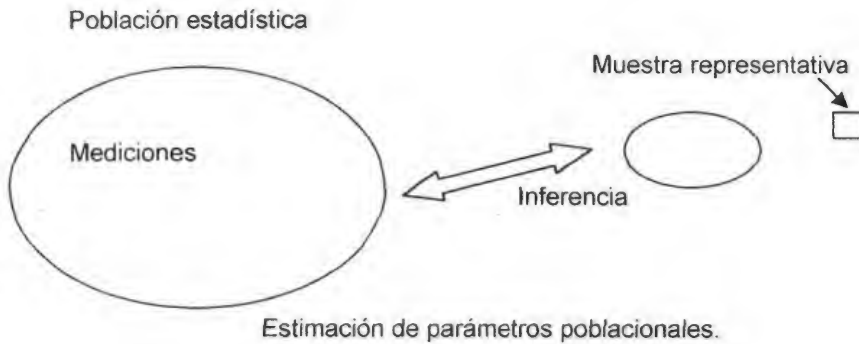 Población estadística
Muestra representativa
Mediciones
Inferencia
Estimación de parámetros poblacionales.